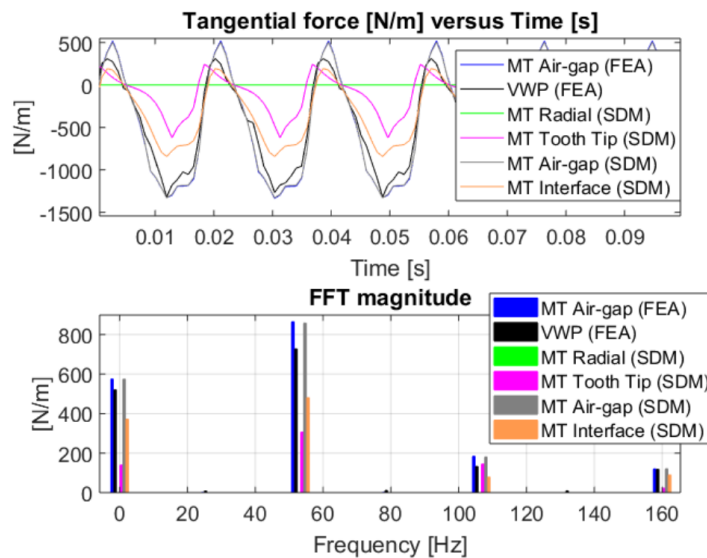 Tangential force [N/m] versus Time [s]
500
0
-500
-1000
-1500
[N/m]
MT Air-gap (FEA)
VWP (FEA)
MT Radial (SDM)
MT Tooth Tip (SDM)
MT Air-gap (SDM)
MT Interface (SDM)
0.01 0.02 0.03 0.04 0.05 0.06 0.07 0.08 0.09
Time [s]
FFT magnitude
800
600
400
200
0
[N/m]
MT Air-gap (FEA)
VWP (FEA)
MT Radial (SDM)
MT Tooth Tip (SDM)
MT Air-gap (SDM)
MT Interface (SDM)
0 20 40 60 80 100 120 140 160
Frequency [Hz]